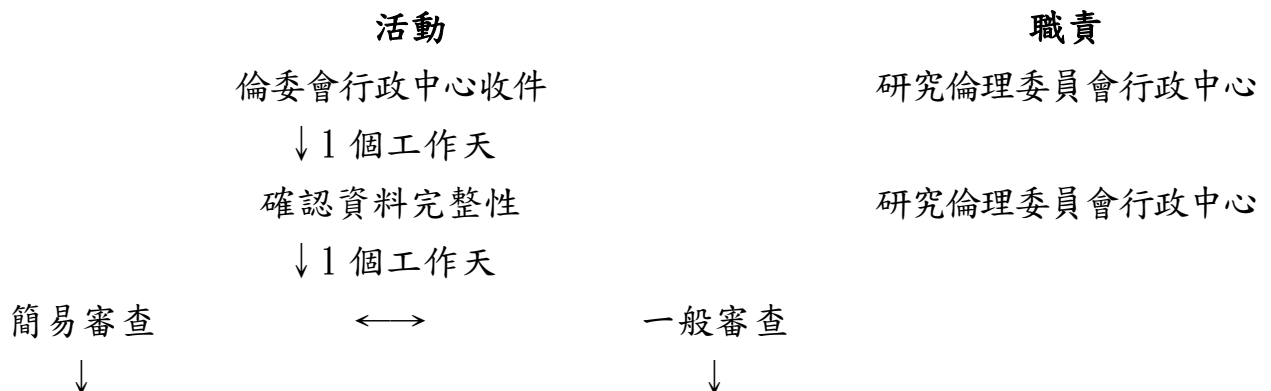 活動 職責
倫委會行政中心收件 研究倫理委員會行政中心
↓1 個工作天
確認資料完整性 研究倫理委員會行政中心
↓1 個工作天
簡易審查 ←→ 一般審查
↓ ↓